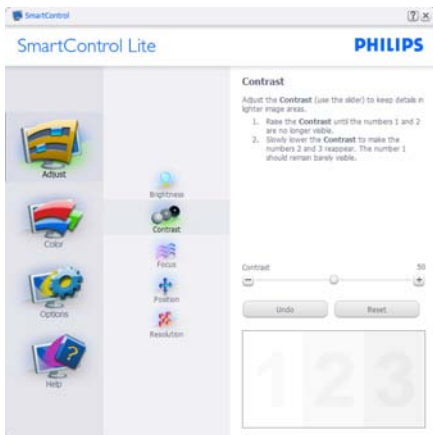 SmartControl
SmartControl Lite
PHILIPS
Adjust
Color
Options
Help
Brightness
Contrast
Focus
Position
Resolution
Contrast
Adjust the Contrast (use the slider) to keep details in
lighter image areas.
1. Raise the Contrast until the numbers 1 and 2
are no longer visible.
2. Slowly lower the Contrast to make the
numbers 2 and 3 reappear. The number 1
should remain barely visible.
Contrast 50
Undo Reset
1 2 3